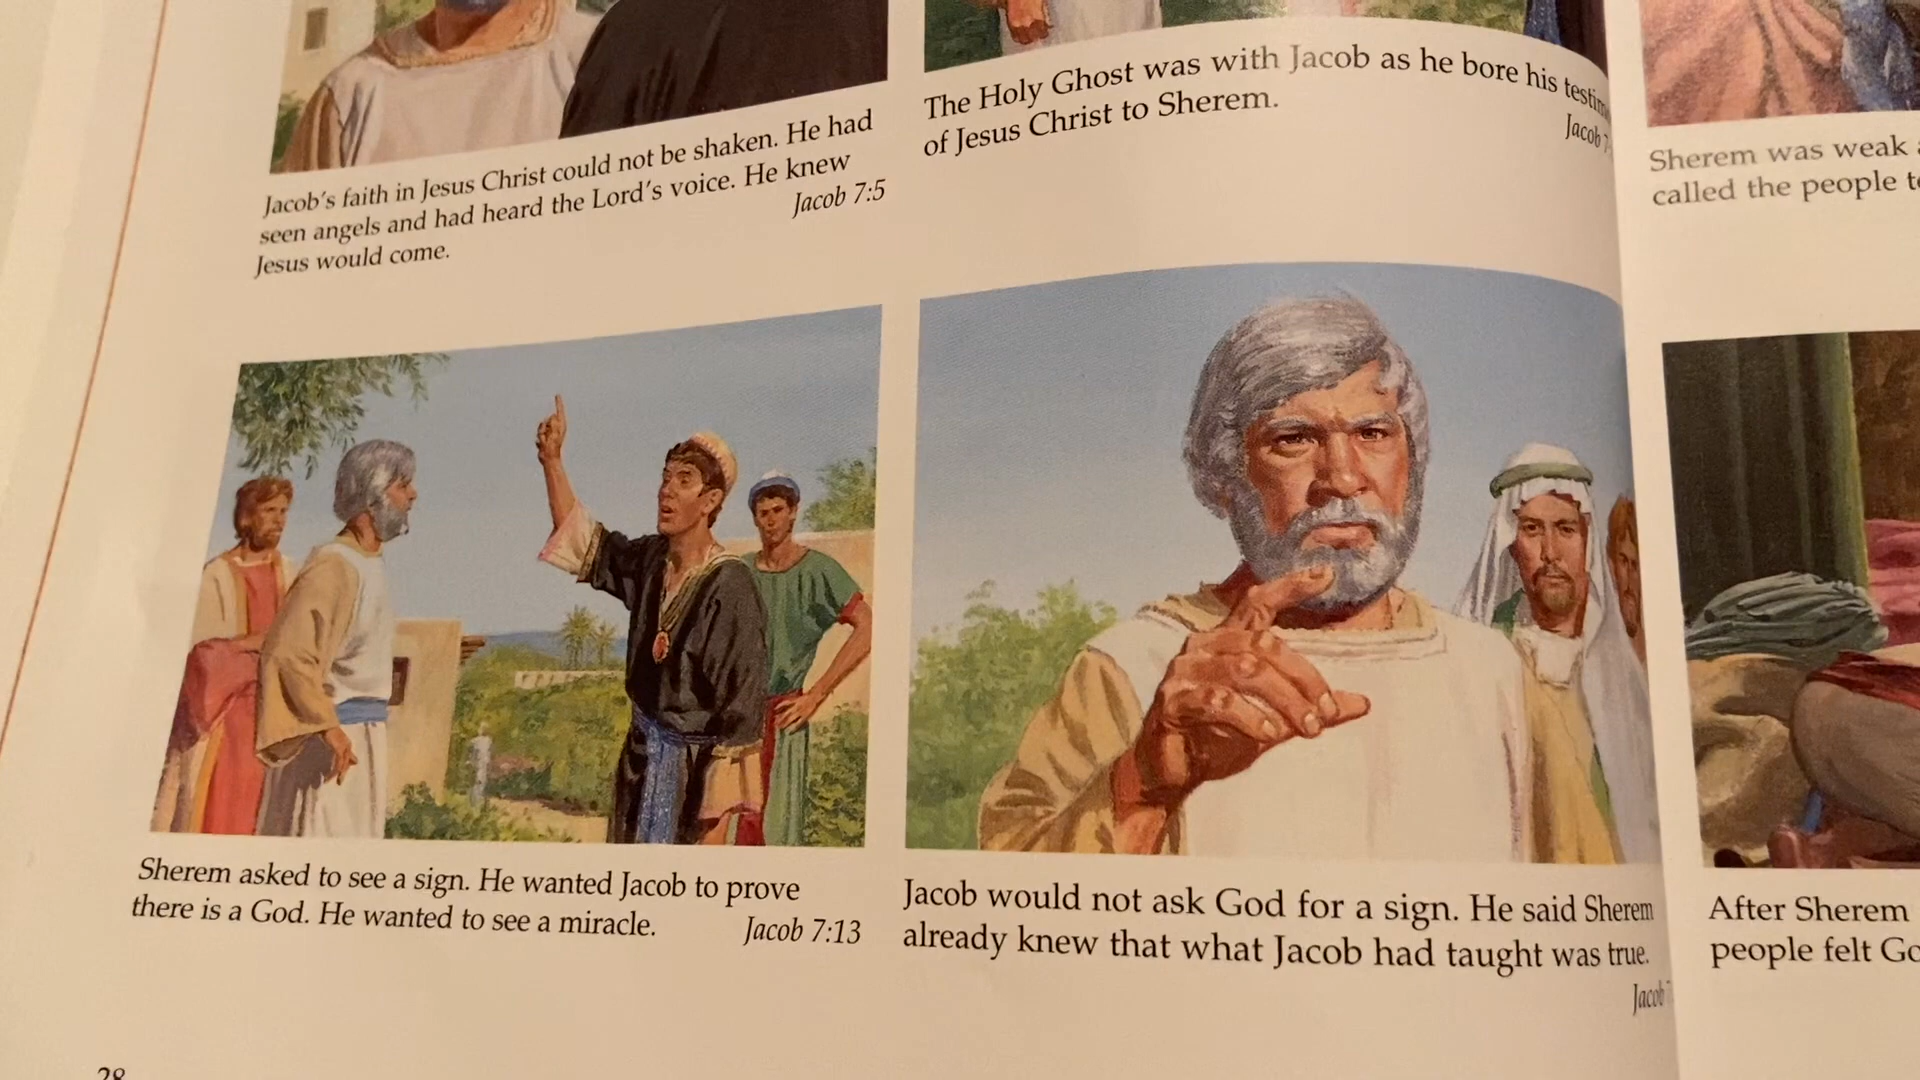 Jacob's faith in Jesus Christ could not be shaken. He had
seen angels and had heard the Lord's voice. He knew
Jesus would come.
Jacob 7:5
The Holy Ghost was with Jacob as he bore his
of Jesus Christ to Sherem.
Jacob
Sherem asked to see a sign. He wanted Jacob to prove
there is a God. He wanted to see a miracle.
Jacob 7:13
Jacob would not ask God for a sign. He said Sherem
already knew that what Jacob had taught was true.
Jacob
Sherem was weak
called the people
After Sherem
people felt
28